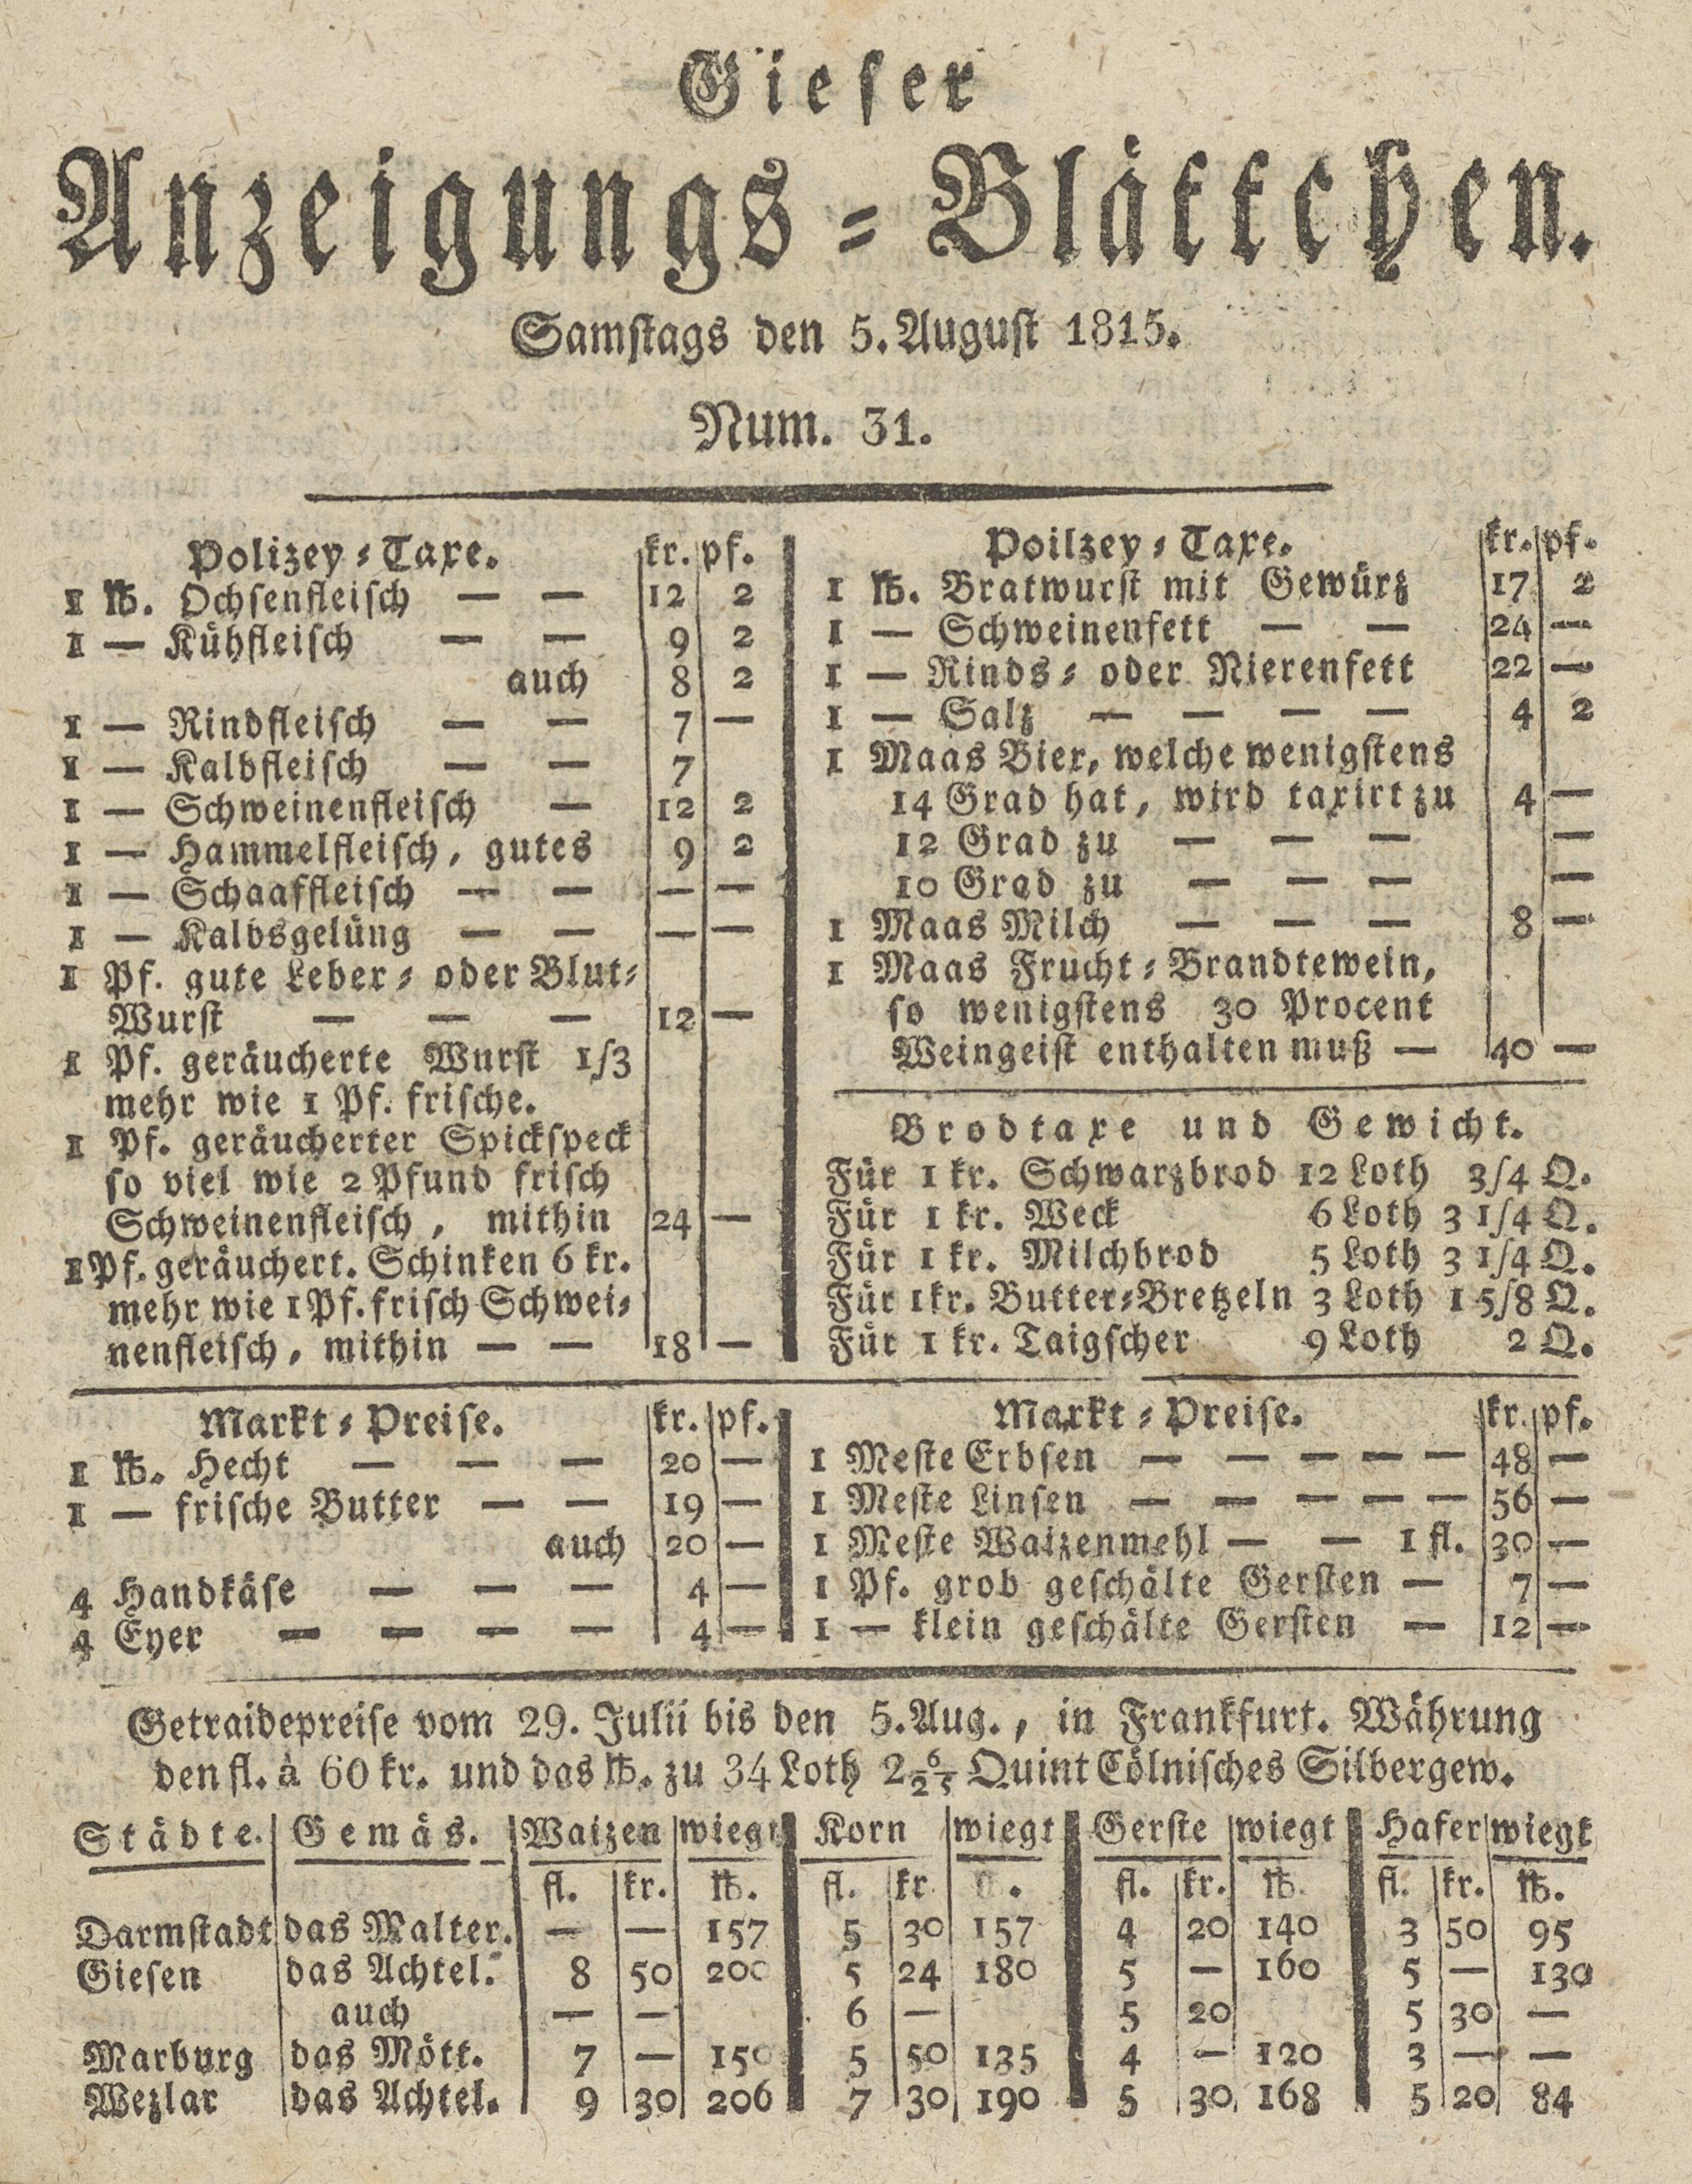 Gieser
Anzeigungs-Blättchen.
Samstags den 5. August 1815.
Num. 31.
Polizey-Taxe. kr. pf.
1 ℔. Ochsenfleisch — — 12 2
1 — Kühfleisch — — 9 2
auch 8 2
1 — Rindfleisch — — 7 —
1 — Kalbfleisch — — 7
1 — Schweinenfleisch — 12 2
1 — Hammelfleisch, gutes 9 2
1 — Schaaffleisch — — — —
1 — Kalbsgelüng — — — —
1 Pf. gute Leber- oder Blut-
Wurst — — — 12 —
1 Pf. geräucherte Wurst 1/3
mehr wie 1 Pf. frische.
1 Pf. geräucherter Spickspeck
so viel wie 2 Pfund frisch
Schweinenfleisch, mithin 24 —
1 Pf. geräuchert. Schinken 6 kr.
mehr wie 1 Pf. frisch Schwei-
nenfleisch, mithin — — 18 —
Poilzey-Taxe. kr. pf.
1 ℔. Bratwurst mit Gewürz 17 2
1 — Schweinenfett — — 24 —
1 — Rinds- oder Nierenfett 22 —
1 — Salz — — — — 4 2
1 Maas Bier, welche wenigstens
14 Grad hat, wird taxirt zu 4 —
12 Grad zu — — — —
10 Grad zu — — — —
1 Maas Milch — — — 8 —
1 Maas Frucht-Brandtewein,
so wenigstens 30 Procent
Weingeist enthalten muß — 40 —
Brodtaxe und Gewicht.
Für 1 kr. Schwarzbrod 12 Loth 3/4 Q.
Für 1 kr. Weck 6 Loth 3 1/4 Q.
Für 1 kr. Milchbrod 5 Loth 3 1/4 Q.
Für 1 kr. Butter-Bretzeln 3 Loth 1 5/8 Q.
Für 1 kr. Taigscher 9 Loth 2 Q.
Markt-Preise. kr. pf.
1 ℔. Hecht — — — 20 —
1 — frische Butter — — 19 —
auch 20 —
4 Handkäse — — — 4 —
4 Eyer — — — — 4 —
Markt-Preise. kr. pf.
1 Meste Erbsen — — — — — 48 —
1 Meste Linsen — — — — — 56 —
1 Meste Waizenmehl — — 1 fl. 30 —
1 Pf. grob geschälte Gersten — 7 —
1 — klein geschälte Gersten — 12 —
Getraidepreise vom 29. Julii bis den 5. Aug., in Frankfurt. Währung
den fl. à 60 kr. und das ℔. zu 34 Loth 2 6/25 Quint Cölnisches Silbergew.
Städte. Gemäs. Waizen wiegt Korn wiegt Gerste wiegt Hafer wiegt
fl. kr. ℔. fl. kr ℔. fl. kr. ℔. fl. kr. ℔.
Darmstadt das Malter. — — 157 5 30 157 4 20 140 3 50 95
Giesen das Achtel. 8 50 200 5 24 180 5 — 160 5 — 130
auch — — 6 — 5 20 5 30 —
Marburg das Mött. 7 — 150 5 50 135 4 — 120 3 — —
Wezlar das Achtel. 9 30 206 7 30 190 5 30 168 5 20 84